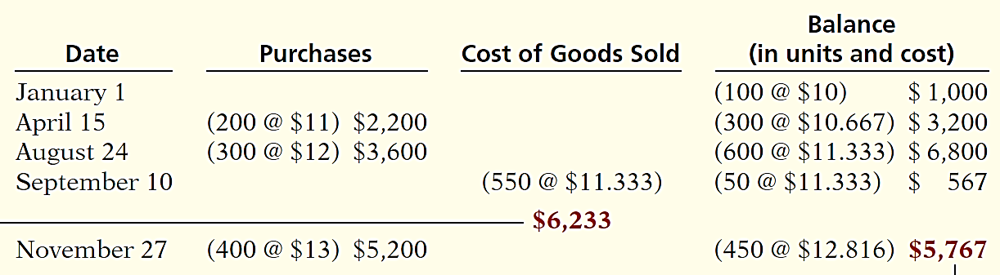 Balance
Date Purchases Cost of Goods Sold (in units and cost)
January 1 (100 @ $10) $ 1,000
April 15 (200 @ $11) $2,200 (300 @ $10.667) $ 3,200
August 24 (300 @ $12) $3,600 (600 @ $11.333) $ 6,800
September 10 (550 @ $11.333) (50 @ $11.333) $ 567
$6,233
November 27 (400 @ $13) $5,200 (450 @ $12.816) $5,767